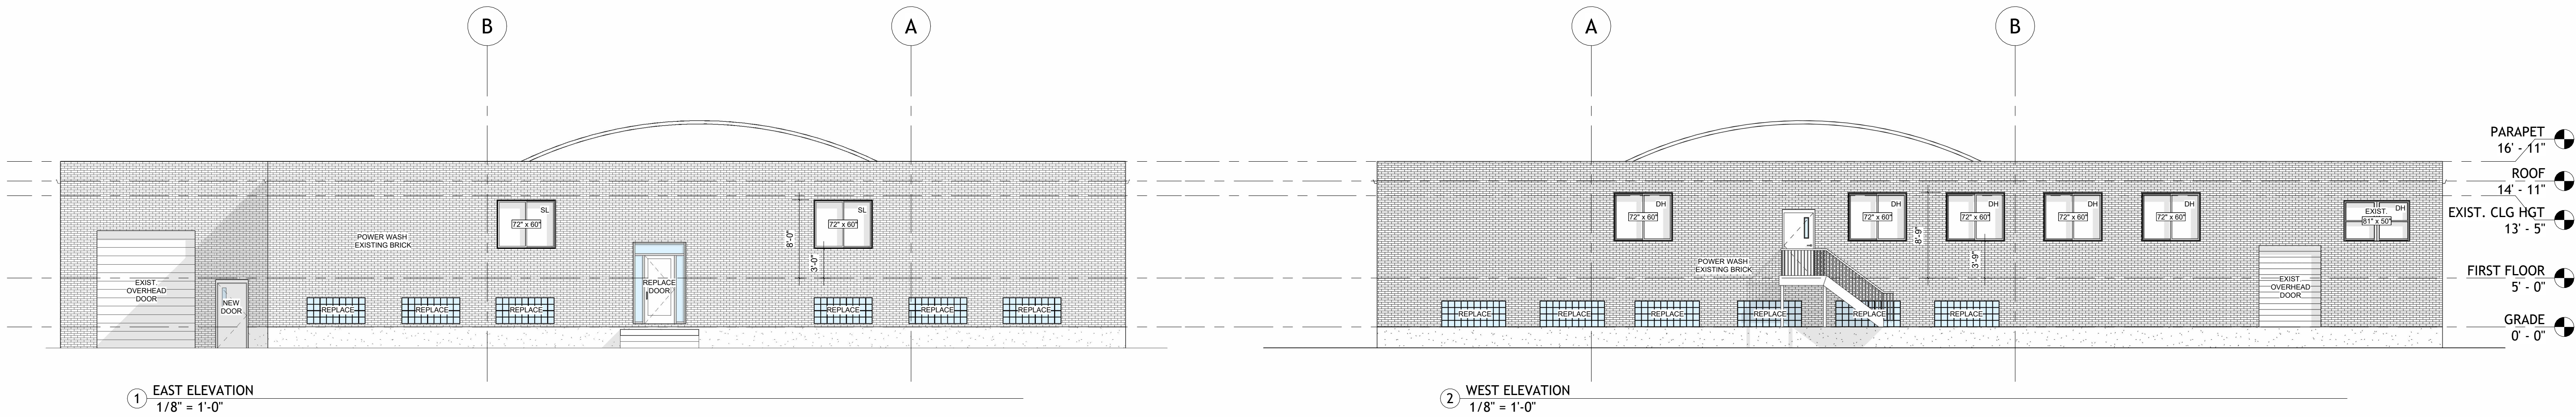 B
A
A
B
PARAPET
16' - 11"
ROOF
14' - 11"
EXIST. CLG HGT
13' - 5"
FIRST FLOOR
5' - 0"
GRADE
0' - 0"
SL
72" x 60"
SL
72" x 60"
8'-0"
3'-0"
POWER WASH
EXISTING BRICK
EXIST.
OVERHEAD
DOOR
NEW
DOOR
REPLACE
DOOR
REPLACE
REPLACE
REPLACE
REPLACE
REPLACE
REPLACE
1
EAST ELEVATION
1/8" = 1'-0"
DH
72" x 60"
DH
72" x 60"
DH
72" x 60"
DH
72" x 60"
DH
72" x 60"
DH
EXIST.
81" x 50"
8'-9"
3'-9"
POWER WASH
EXISTING BRICK
EXIST.
OVERHEAD
DOOR
REPLACE
REPLACE
REPLACE
REPLACE
REPLACE
REPLACE
2
WEST ELEVATION
1/8" = 1'-0"